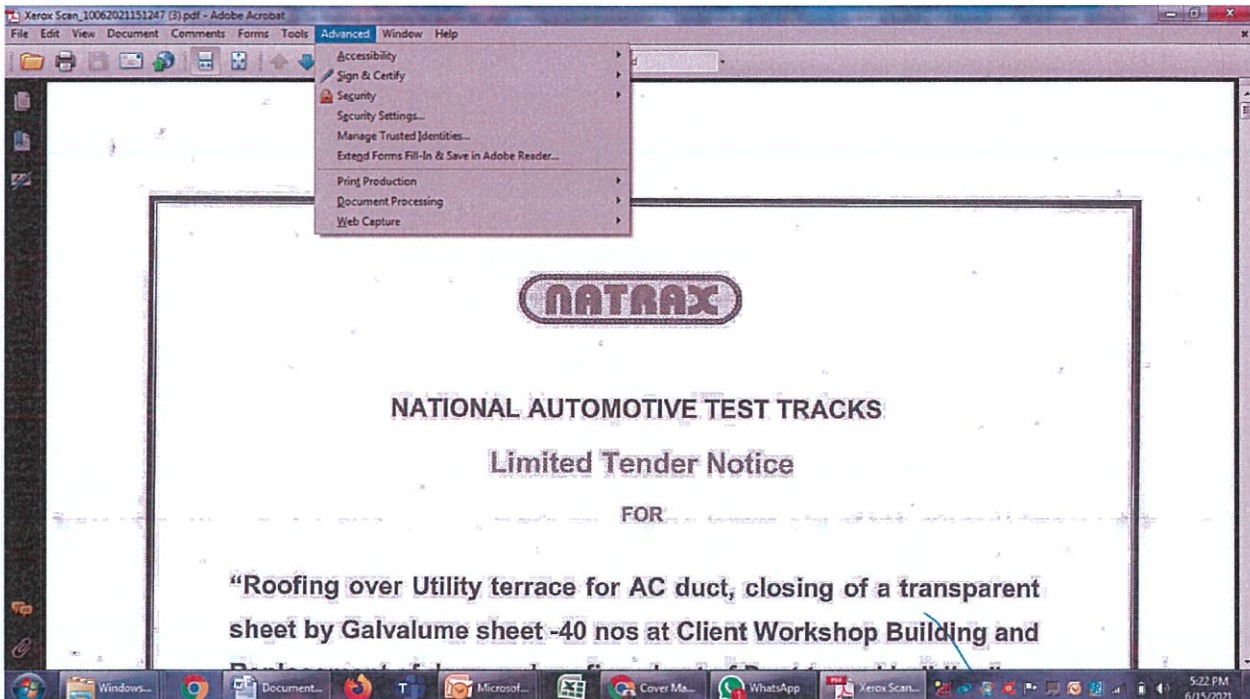 Xerox Scan_10062021151247 (3).pdf - Adobe Acrobat
File Edit View Document Comments Forms Tools Advanced Window Help
Accessibility
Sign & Certify
Security
Security Settings...
Manage Trusted Identities...
Extend Forms Fill-In & Save in Adobe Reader...
Print Production
Document Processing
Web Capture
NATRAX
NATIONAL AUTOMOTIVE TEST TRACKS
Limited Tender Notice
FOR
“Roofing over Utility terrace for AC duct, closing of a transparent
sheet by Galvalume sheet -40 nos at Client Workshop Building and
Windows... Document... T Microsof... Cover Ma... WhatsApp Xerox Scan... 5:22 PM
6/15/2021